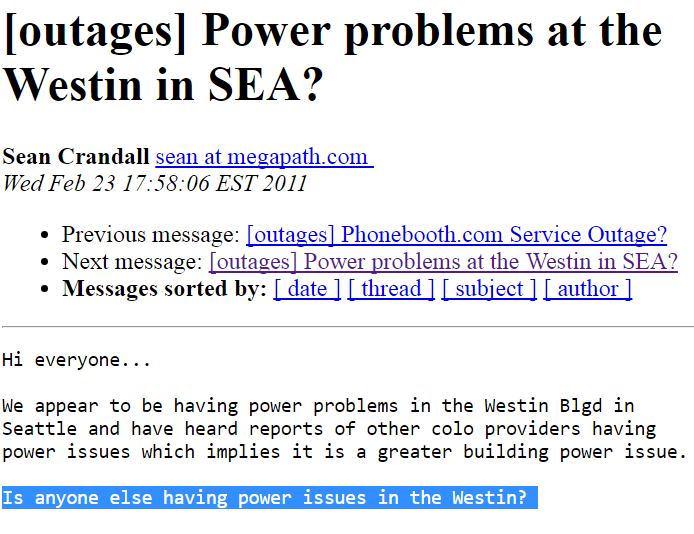 [outages] Power problems at the
Westin in SEA?
Sean Crandall sean at megapath.com
Wed Feb 23 17:58:06 EST 2011
• Previous message: [outages] Phonebooth.com Service Outage?
• Next message: [outages] Power problems at the Westin in SEA?
• Messages sorted by: [ date ] [ thread ] [ subject ] [ author ]
Hi everyone...
We appear to be having power problems in the Westin Blgd in
Seattle and have heard reports of other colo providers having
power issues which implies it is a greater building power issue.
Is anyone else having power issues in the Westin?